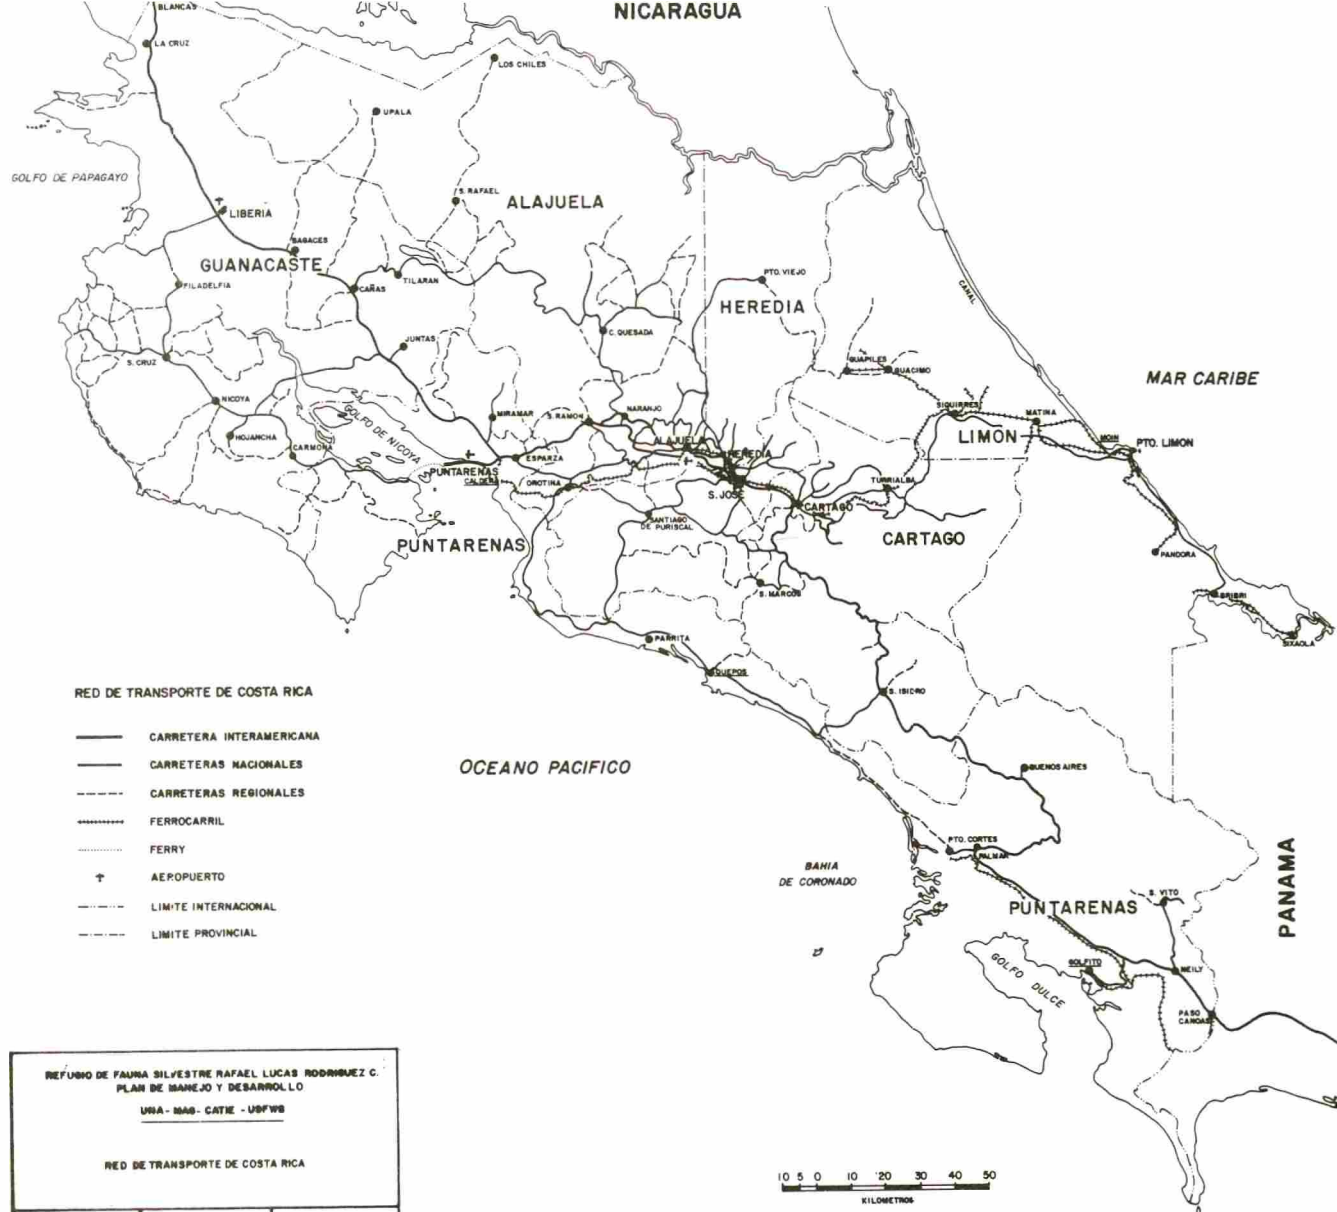 NICARAGUA
BLANCAS
LA CRUZ
LOS CHILES
UPALA
GOLFO DE PAPAGAYO
S. RAFAEL
ALAJUELA
LIBERIA
BAGACES
GUANACASTE
TILARAN
CAÑAS
FILADELFIA
PTO. VIEJO
HEREDIA
CANAL
C. QUESADA
JUNTAS
S. CRUZ
GUAPILES
GUACIMO
MAR CARIBE
NICOYA
GOLFO DE NICOYA
MIRAMAR
S. RAMON
NARANJO
SIQUIRRES
MATINA
LIMON
MOIN
PTO. LIMON
HOJANCHA
CARMONA
ALAJUELA
HEREDIA
ESPARZA
PUNTARENAS
CALDERA
OROTINA
S. JOSE
TURRIALBA
CARTAGO
SANTIAGO
DE PURISCAL
PUNTARENAS
CARTAGO
PANDORA
S. MARCOS
BRIBRI
SIXAOLA
PARRITA
QUEPOS
S. ISIDRO
RED DE TRANSPORTE DE COSTA RICA
CARRETERA INTERAMERICANA
CARRETERAS NACIONALES
CARRETERAS REGIONALES
FERROCARRIL
FERRY
AEROPUERTO
LIMITE INTERNACIONAL
LIMITE PROVINCIAL
OCEANO PACIFICO
BUENOS AIRES
PTO. CORTES
PALMAR
BAHIA
DE CORONADO
S. VITO
PUNTARENAS
PANAMA
GOLFO DULCE
GOLFITO
NEILY
PASO
CANOAS
REFUGIO DE FAUNA SILVESTRE RAFAEL LUCAS RODRIGUEZ C.
PLAN DE MANEJO Y DESARROLLO
UNA - MAG - CATIE - USFWS
RED DE TRANSPORTE DE COSTA RICA
10 5 0 10 20 30 40 50
KILOMETROS